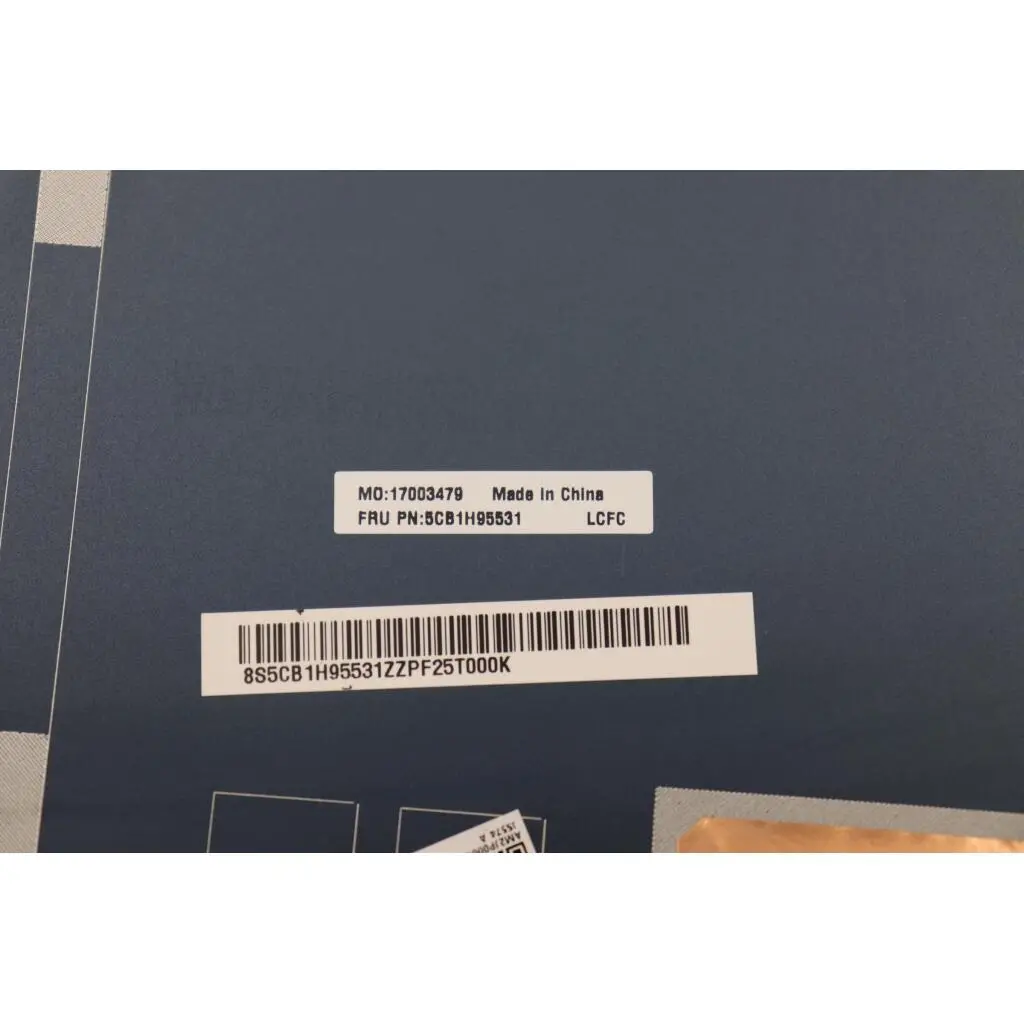 MO:17003479 Made in China
FRU PN:5CB1H95531 LCFC
8S5CB1H95531ZZPF25T000K